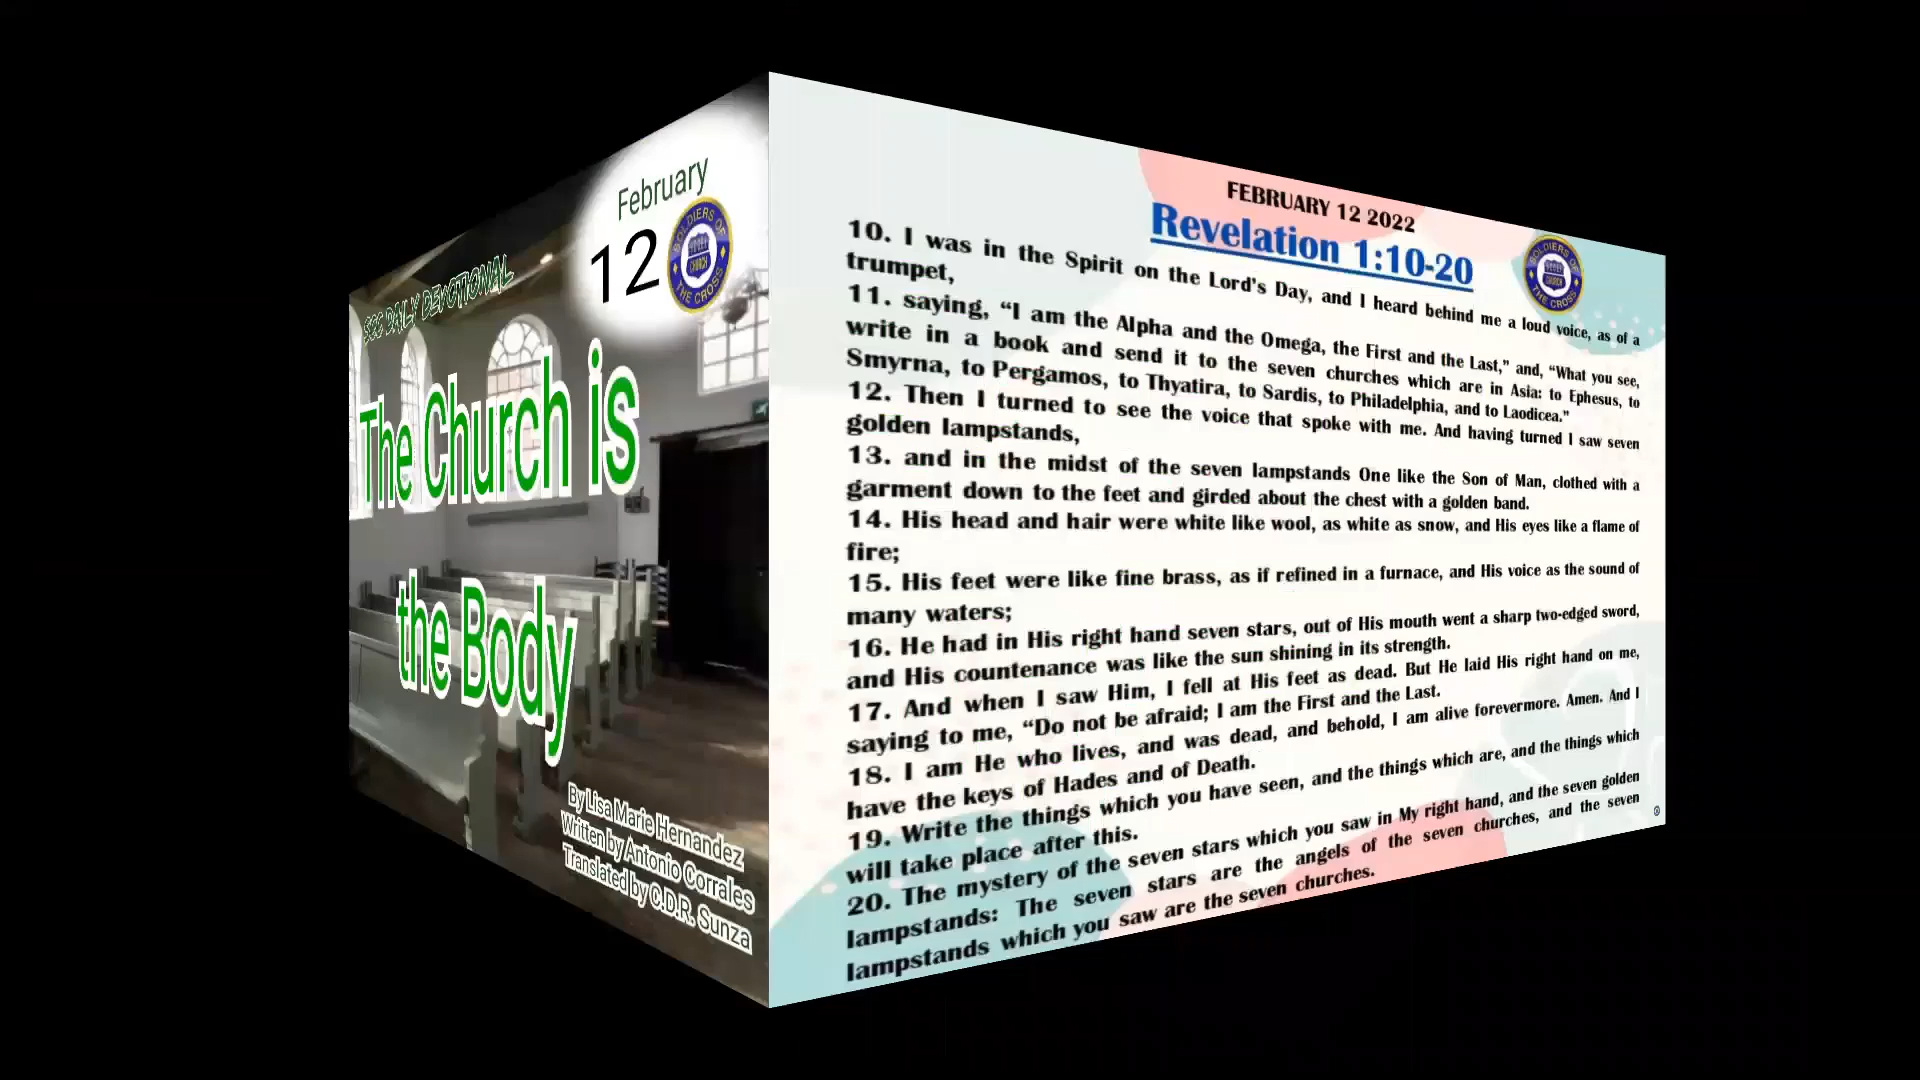 February
12
SOLDIERS OF
CHURCH
THE CROSS
SCC DAILY DEVOTIONAL
The Church is
the Body
By Lisa Marie Hernandez
Written by Antonio Corrales
Translated by C.D.R. Sunza
FEBRUARY 12 2022
Revelation 1:10-20
SOLDIERS OF
CHURCH
THE CROSS
10. I was in the Spirit on the Lord's Day, and I heard behind me a loud voice, as of a
trumpet,
11. saying, “I am the Alpha and the Omega, the First and the Last,” and, “What you see,
write in a book and send it to the seven churches which are in Asia: to Ephesus, to
Smyrna, to Pergamos, to Thyatira, to Sardis, to Philadelphia, and to Laodicea.”
12. Then I turned to see the voice that spoke with me. And having turned I saw seven
golden lampstands,
13. and in the midst of the seven lampstands One like the Son of Man, clothed with a
garment down to the feet and girded about the chest with a golden band.
14. His head and hair were white like wool, as white as snow, and His eyes like a flame of
fire;
15. His feet were like fine brass, as if refined in a furnace, and His voice as the sound of
many waters;
16. He had in His right hand seven stars, out of His mouth went a sharp two-edged sword,
and His countenance was like the sun shining in its strength.
17. And when I saw Him, I fell at His feet as dead. But He laid His right hand on me,
saying to me, “Do not be afraid; I am the First and the Last.
18. I am He who lives, and was dead, and behold, I am alive forevermore. Amen. And I
have the keys of Hades and of Death.
19. Write the things which you have seen, and the things which are, and the things which
will take place after this.
20. The mystery of the seven stars which you saw in My right hand, and the seven golden
lampstands: The seven stars are the angels of the seven churches, and the seven
lampstands which you saw are the seven churches.